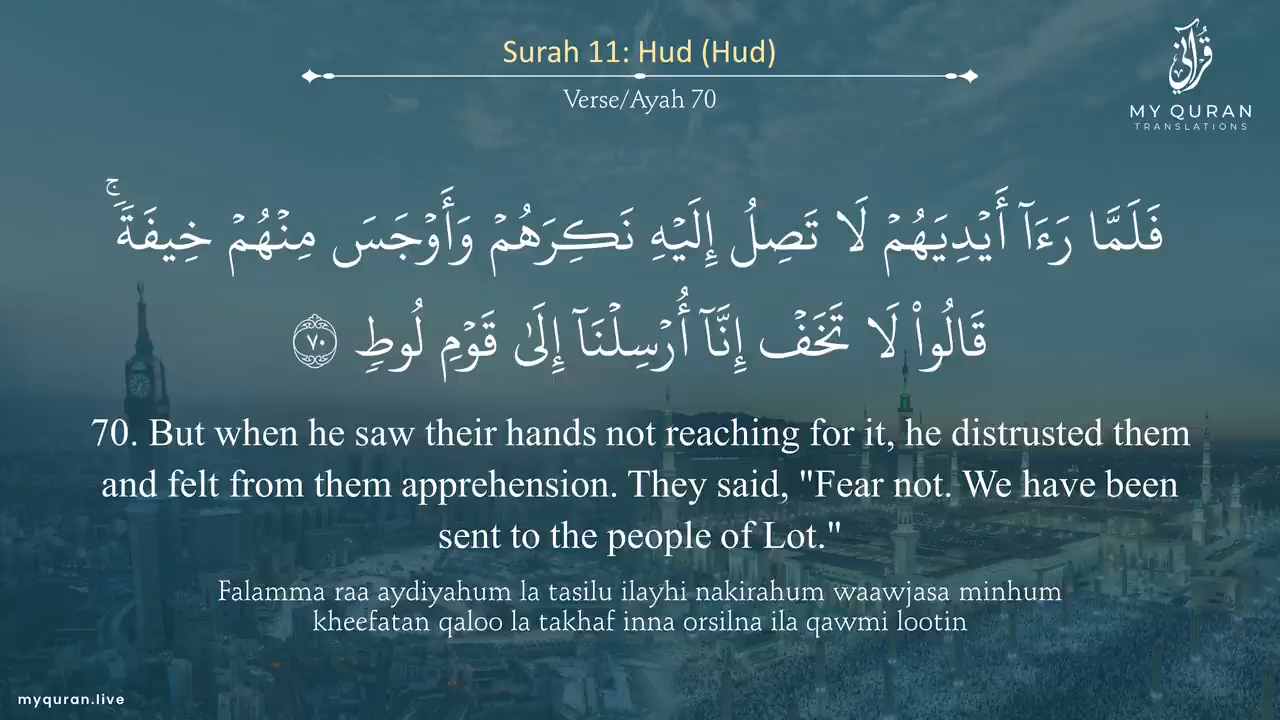 Surah 11: Hud (Hud)
Verse/Ayah 70
قرآني
MY QURAN
TRANSLATIONS
فَلَمَّا رَءَآ أَيْدِيَهُمْ لَا تَصِلُ إِلَيْهِ نَكِرَهُمْ وَأَوْجَسَ مِنْهُمْ خِيفَةً ۚ
قَالُوا۟ لَا تَخَفْ إِنَّآ أُرْسِلْنَآ إِلَىٰ قَوْمِ لُوطٍ ٧٠
70. But when he saw their hands not reaching for it, he distrusted them
and felt from them apprehension. They said, "Fear not. We have been
sent to the people of Lot."
Falamma raa aydiyahum la tasilu ilayhi nakirahum waawjasa minhum
kheefatan qaloo la takhaf inna orsilna ila qawmi lootin
myquran.live